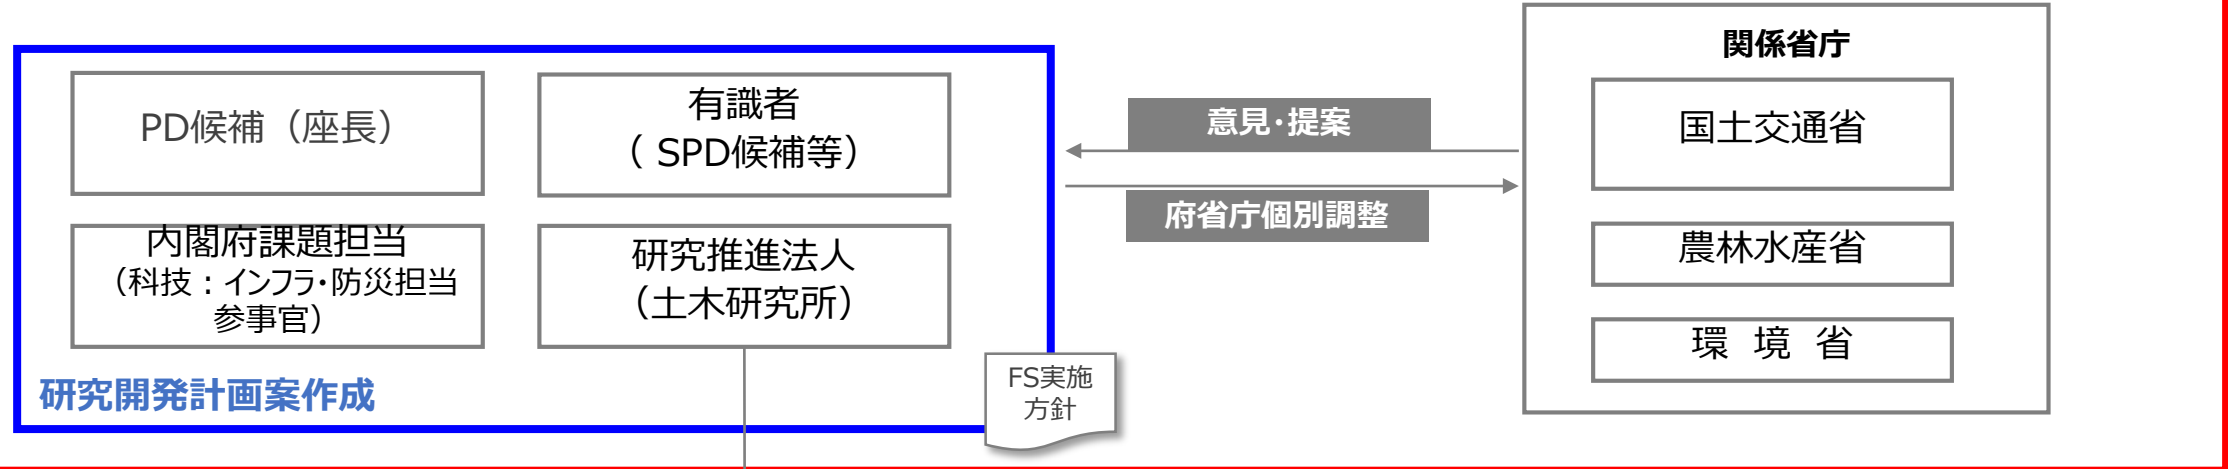 PD候補（座長）
有識者
（ SPD候補等）
内閣府課題担当
（科技：インフラ・防災担当
参事官）
研究推進法人
（土木研究所）
研究開発計画案作成
FS実施
方針
意見・提案
府省庁個別調整
関係省庁
国土交通省
農林水産省
環 境 省